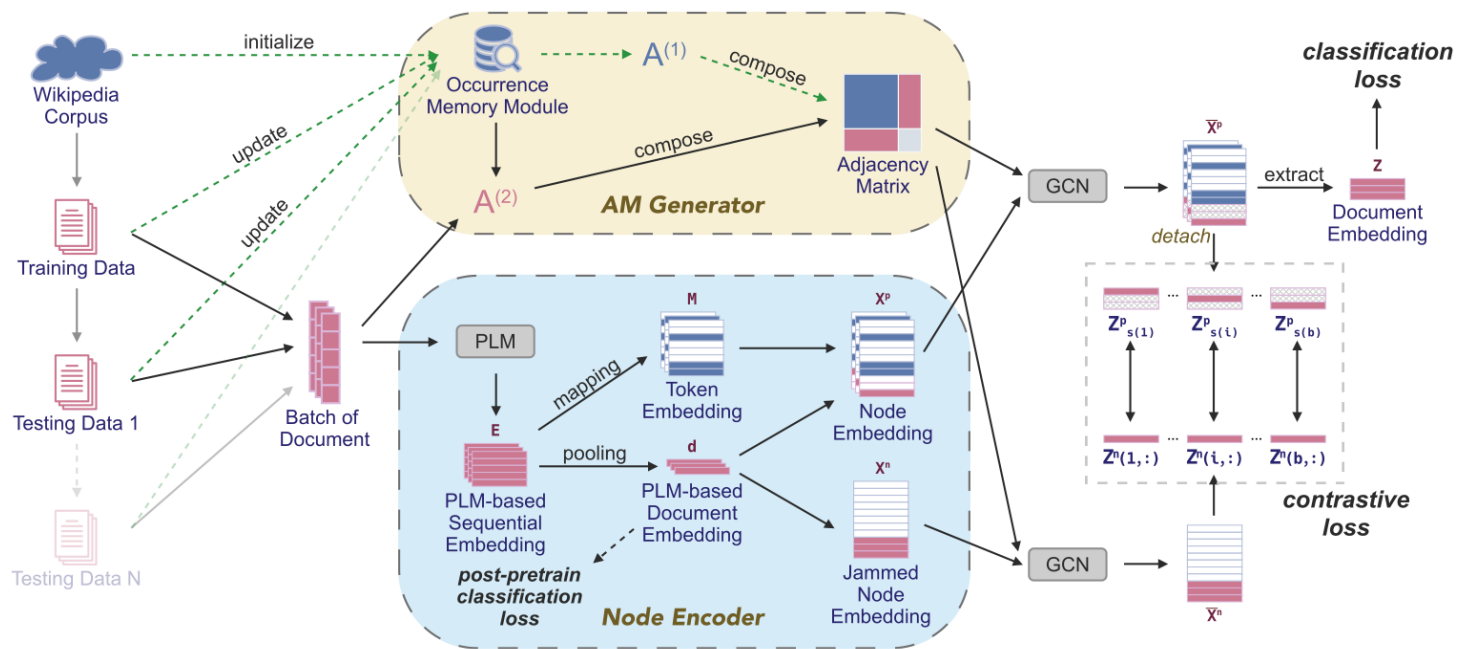 initialize
Wikipedia
Corpus
update
update
Training Data
Testing Data 1
Testing Data N
Batch of
Document
Occurrence
Memory Module
A(1)
compose
compose
A(2)
AM Generator
Adjacency
Matrix
PLM
mapping
M
Token
Embedding
E
pooling
d
PLM-based
Sequential
Embedding
PLM-based
Document
Embedding
post-pretrain
classification
loss
Node Encoder
Xp
Node
Embedding
Xn
Jammed
Node
Embedding
GCN
GCN
X̅p
extract
detach
classification
loss
Z
Document
Embedding
... ...
Zps(1) Zps(i) Zps(b)
... ...
Zn(1,:) Zn(i,:) Zn(b,:)
contrastive
loss
X̅n